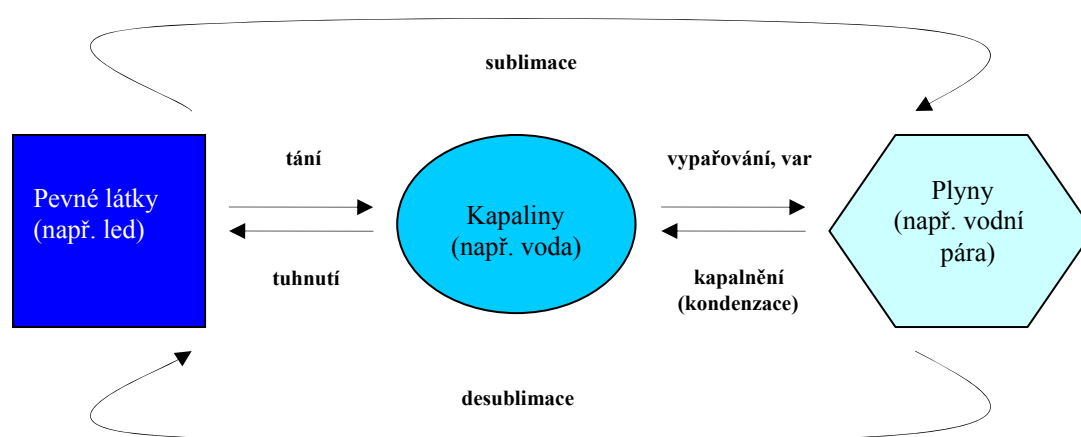 sublimace
tání
vypařování, var
Pevné látky
(např. led)
Kapaliny
(např. voda)
Plyny
(např. vodní
pára)
tuhnutí
kapalnění
(kondenzace)
desublimace